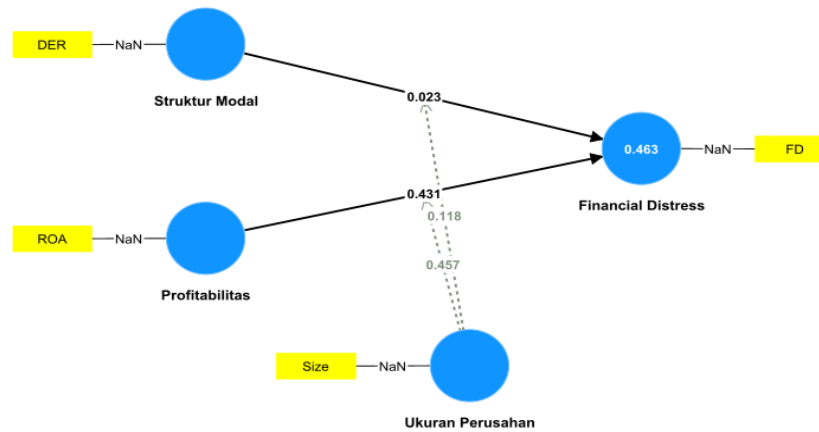 DER
NaN
Struktur Modal
0.023
0.463
NaN
FD
Financial Distress
0.431
0.118
ROA
NaN
Profitabilitas
0.457
Size
NaN
Ukuran Perusahan